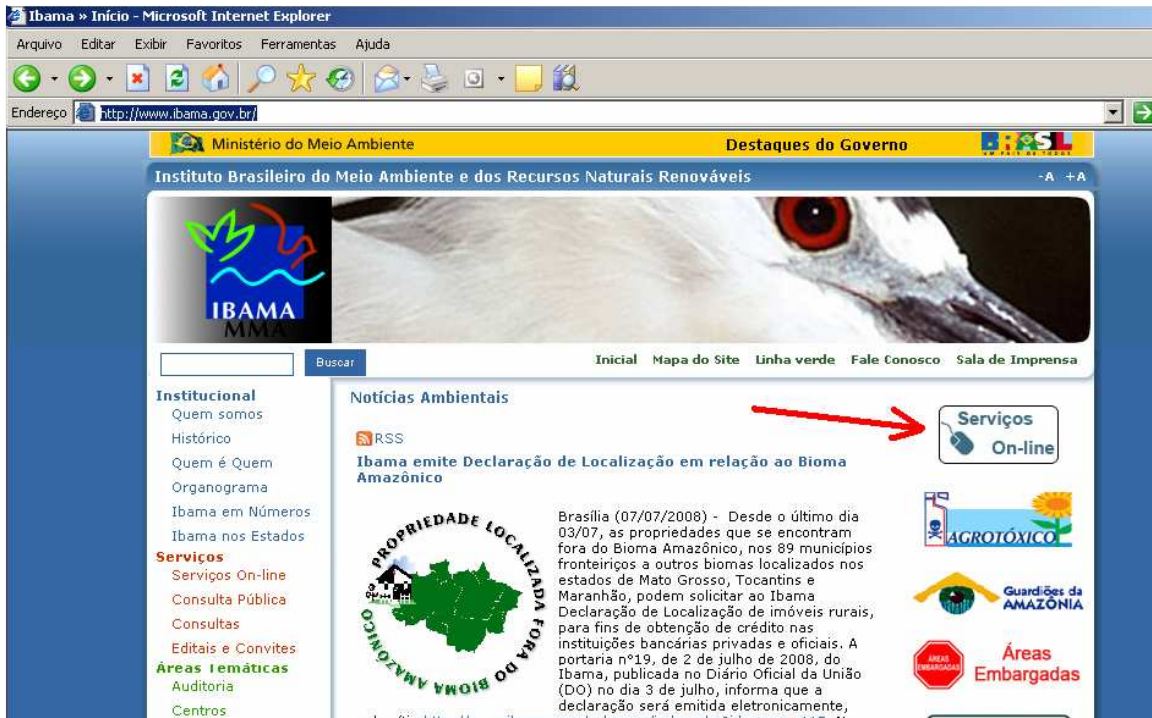 Ibama » Início - Microsoft Internet Explorer
Arquivo Editar Exibir Favoritos Ferramentas Ajuda
Endereço http://www.ibama.gov.br/
Ministério do Meio Ambiente Destaques do Governo BRASIL
UM PAÍS DE TODOS
Instituto Brasileiro do Meio Ambiente e dos Recursos Naturais Renováveis -A +A
IBAMA
MMA
Buscar Inicial Mapa do Site Linha verde Fale Conosco Sala de Imprensa
Institucional
Quem somos
Histórico
Quem é Quem
Organograma
Ibama em Números
Ibama nos Estados
Serviços
Serviços On-line
Consulta Pública
Consultas
Editais e Convites
Áreas Temáticas
Auditoria
Centros
Notícias Ambientais
RSS
Ibama emite Declaração de Localização em relação ao Bioma
Amazônico
PROPRIEDADE LOCALIZADA FORA DO BIOMA AMAZÔNICO
Brasília (07/07/2008) - Desde o último dia
03/07, as propriedades que se encontram
fora do Bioma Amazônico, nos 89 municípios
fronteiriços a outros biomas localizados nos
estados de Mato Grosso, Tocantins e
Maranhão, podem solicitar ao Ibama
Declaração de Localização de imóveis rurais,
para fins de obtenção de crédito nas
instituições bancárias privadas e oficiais. A
portaria nº19, de 2 de julho de 2008, do
Ibama, publicada no Diário Oficial da União
(DO) no dia 3 de julho, informa que a
declaração será emitida eletronicamente,
Serviços
On-line
AGROTÓXICO
Guardiões da
AMAZÔNIA
ÁREAS
EMBARGADAS
Áreas
Embargadas